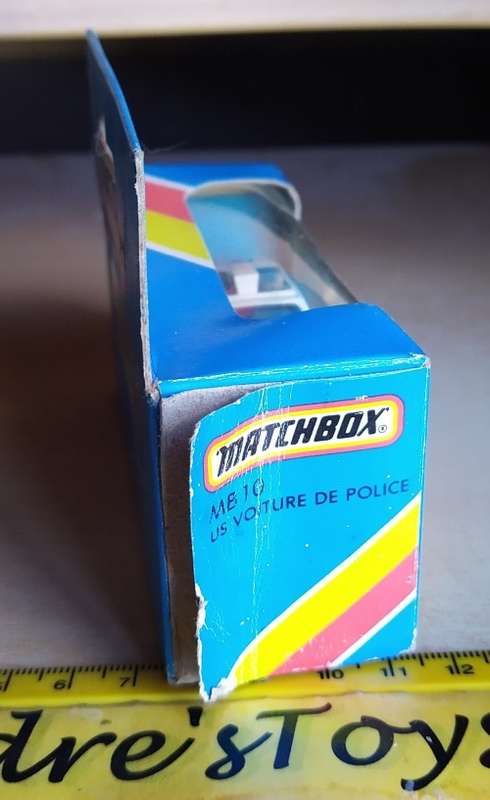 MATCHBOX®
MB 10
US VOITURE DE POLICE
6 7 10 11 12
dre'sToys